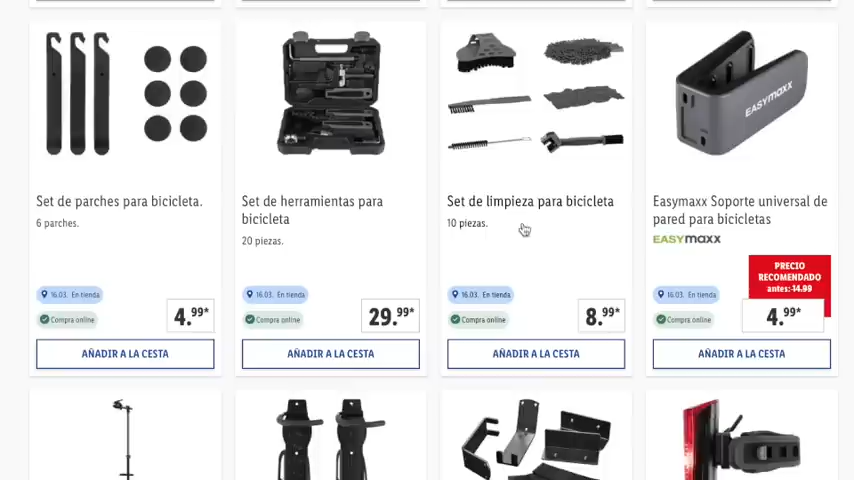 Set de parches para bicicleta.
6 parches.
16.03. En tienda
Compra online
4.99*
AÑADIR A LA CESTA
Set de herramientas para
bicicleta
20 piezas.
16.03. En tienda
Compra online
29.99*
AÑADIR A LA CESTA
Set de limpieza para bicicleta
10 piezas.
16.03. En tienda
Compra online
8.99*
AÑADIR A LA CESTA
EASYmaxx
Easymaxx Soporte universal de
pared para bicicletas
EASYmaxx
PRECIO
RECOMENDADO
antes: 14.99
16.03. En tienda
Compra online
4.99*
AÑADIR A LA CESTA